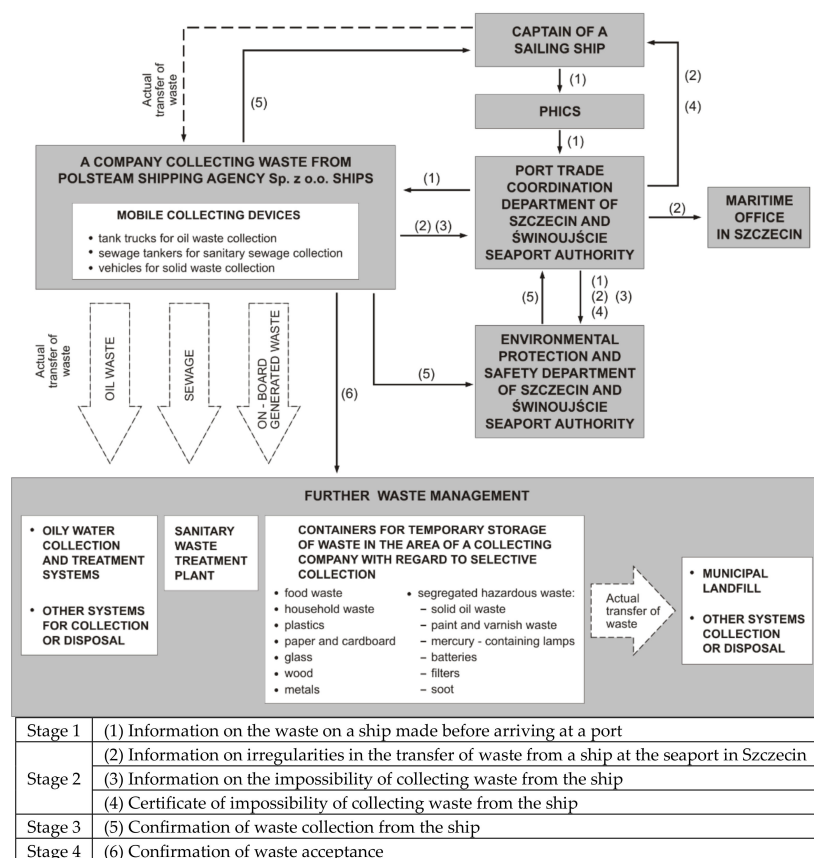 CAPTAIN OF A
SAILING SHIP
Actual
transfer of
waste
(5)
(1)
(2)
(4)
PHICS
(1)
A COMPANY COLLECTING WASTE FROM
POLSTEAM SHIPPING AGENCY Sp. z o.o. SHIPS
MOBILE COLLECTING DEVICES
• tank trucks for oil waste collection
• sewage tankers for sanitary sewage collection
• vehicles for solid waste collection
(1)
(2) (3)
PORT TRADE
COORDINATION
DEPARTMENT OF
SZCZECIN AND
ŚWINOUJŚCIE
SEAPORT AUTHORITY
(2)
MARITIME
OFFICE
IN SZCZECIN
(5)
(1)
(2) (3)
(4)
ENVIRONMENTAL
PROTECTION AND
SAFETY DEPARTMENT
OF SZCZECIN AND
ŚWINOUJŚCIE
SEAPORT AUTHORITY
(5)
(6)
Actual
transfer of
waste
OIL WASTE
SEWAGE
ON - BOARD
GENERATED WASTE
FURTHER WASTE MANAGEMENT
• OILY WATER
COLLECTION
AND TREATMENT
SYSTEMS
• OTHER SYSTEMS
FOR COLLECTION
OR DISPOSAL
SANITARY
WASTE
TREATMENT
PLANT
CONTAINERS FOR TEMPORARY STORAGE
OF WASTE IN THE AREA OF A COLLECTING
COMPANY WITH REGARD TO SELECTIVE
COLLECTION
• food waste
• household waste
• plastics
• paper and cardboard
• glass
• wood
• metals
• segregated hazardous waste:
– solid oil waste
– paint and varnish waste
– mercury - containing lamps
– batteries
– filters
– soot
Actual
transfer of
waste
• MUNICIPAL
LANDFILL
• OTHER SYSTEMS
COLLECTION
OR DISPOSAL
Stage 1 (1) Information on the waste on a ship made before arriving at a port
Stage 2 (2) Information on irregularities in the transfer of waste from a ship at the seaport in Szczecin
(3) Information on the impossibility of collecting waste from the ship
(4) Certificate of impossibility of collecting waste from the ship
Stage 3 (5) Confirmation of waste collection from the ship
Stage 4 (6) Confirmation of waste acceptance